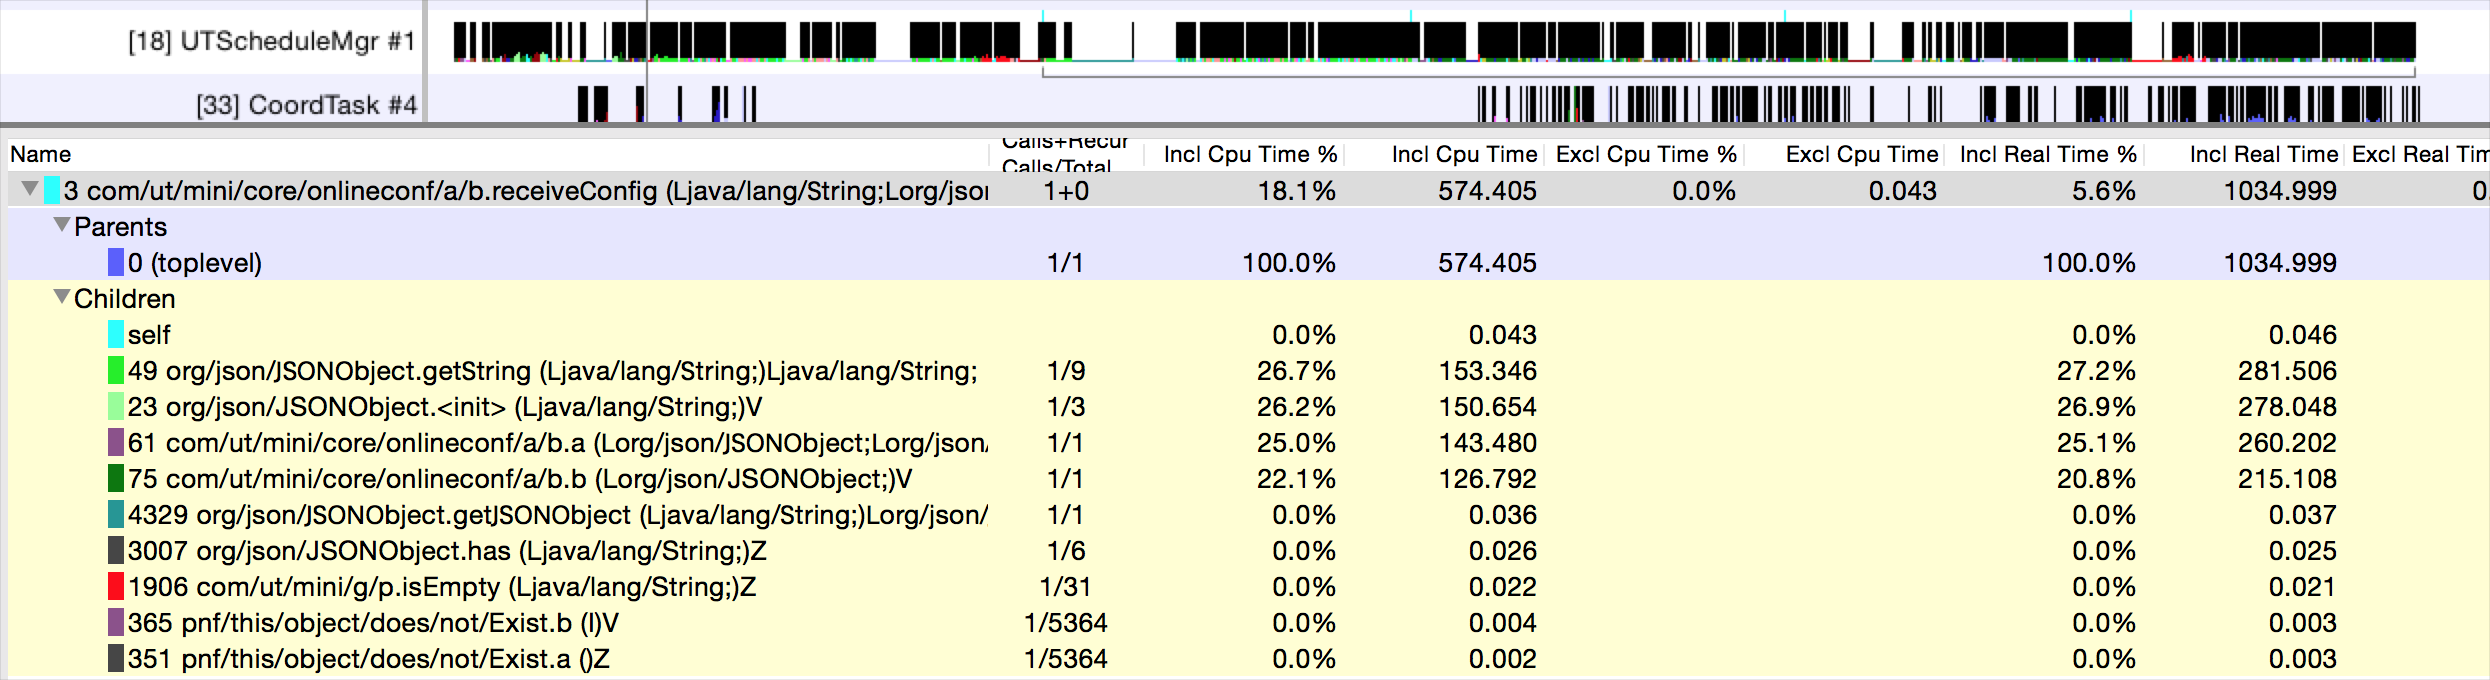 [18] UTScheduleMgr #1
[33] CoordTask #4
Name Calls+Recur Calls/Total Incl Cpu Time % Incl Cpu Time Excl Cpu Time % Excl Cpu Time Incl Real Time % Incl Real Time Excl Real Tim
3 com/ut/mini/core/onlineconf/a/b.receiveConfig (Ljava/lang/String;Lorg/jso 1+0 18.1% 574.405 0.0% 0.043 5.6% 1034.999 0.
Parents
0 (toplevel) 1/1 100.0% 574.405 100.0% 1034.999
Children
self 0.0% 0.043 0.0% 0.046
49 org/json/JSONObject.getString (Ljava/lang/String;)Ljava/lang/String; 1/9 26.7% 153.346 27.2% 281.506
23 org/json/JSONObject.<init> (Ljava/lang/String;)V 1/3 26.2% 150.654 26.9% 278.048
61 com/ut/mini/core/onlineconf/a/b.a (Lorg/json/JSONObject;Lorg/json/ 1/1 25.0% 143.480 25.1% 260.202
75 com/ut/mini/core/onlineconf/a/b.b (Lorg/json/JSONObject;)V 1/1 22.1% 126.792 20.8% 215.108
4329 org/json/JSONObject.getJSONObject (Ljava/lang/String;)Lorg/json/ 1/1 0.0% 0.036 0.0% 0.037
3007 org/json/JSONObject.has (Ljava/lang/String;)Z 1/6 0.0% 0.026 0.0% 0.025
1906 com/ut/mini/g/p.isEmpty (Ljava/lang/String;)Z 1/31 0.0% 0.022 0.0% 0.021
365 pnf/this/object/does/not/Exist.b (I)V 1/5364 0.0% 0.004 0.0% 0.003
351 pnf/this/object/does/not/Exist.a ()Z 1/5364 0.0% 0.002 0.0% 0.003